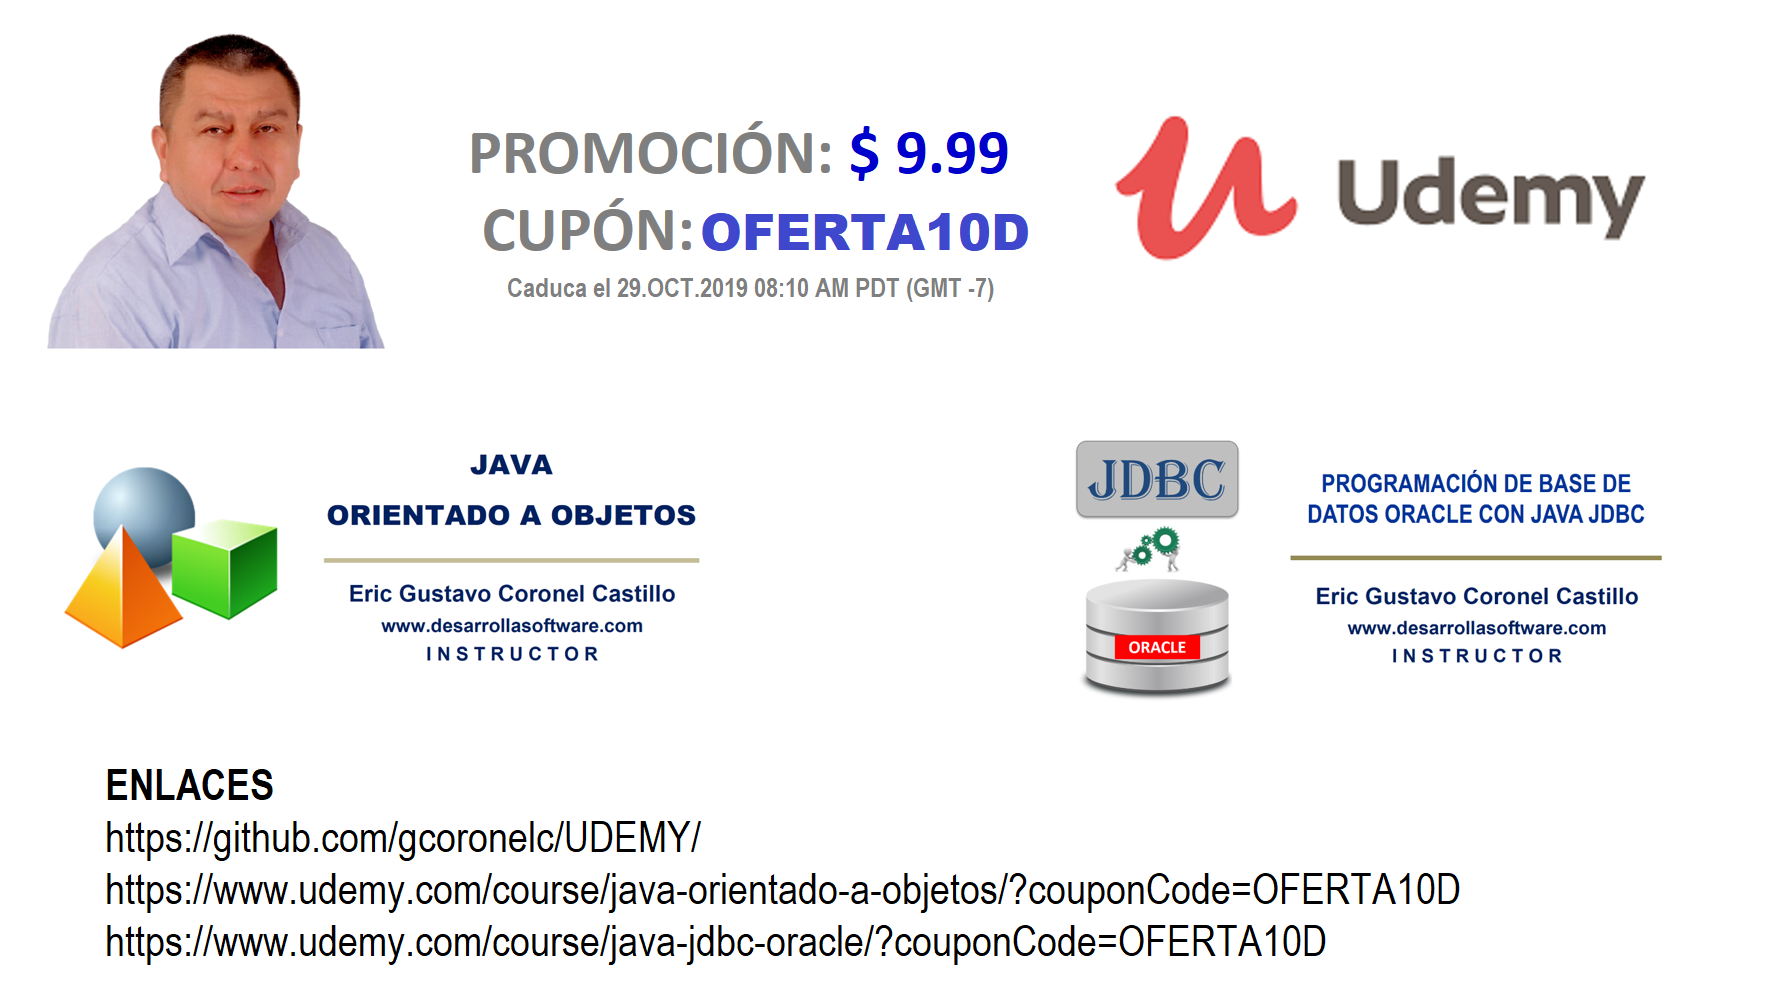 PROMOCIÓN: $ 9.99
CUPÓN: OFERTA10D
Caduca el 29.OCT.2019 08:10 AM PDT (GMT -7)
Udemy
JAVA
ORIENTADO A OBJETOS
Eric Gustavo Coronel Castillo
www.desarrollasoftware.com
INSTRUCTOR
JDBC
ORACLE
PROGRAMACIÓN DE BASE DE
DATOS ORACLE CON JAVA JDBC
Eric Gustavo Coronel Castillo
www.desarrollasoftware.com
INSTRUCTOR
ENLACES
https://github.com/gcoronelc/UDEMY/
https://www.udemy.com/course/java-orientado-a-objetos/?couponCode=OFERTA10D
https://www.udemy.com/course/java-jdbc-oracle/?couponCode=OFERTA10D